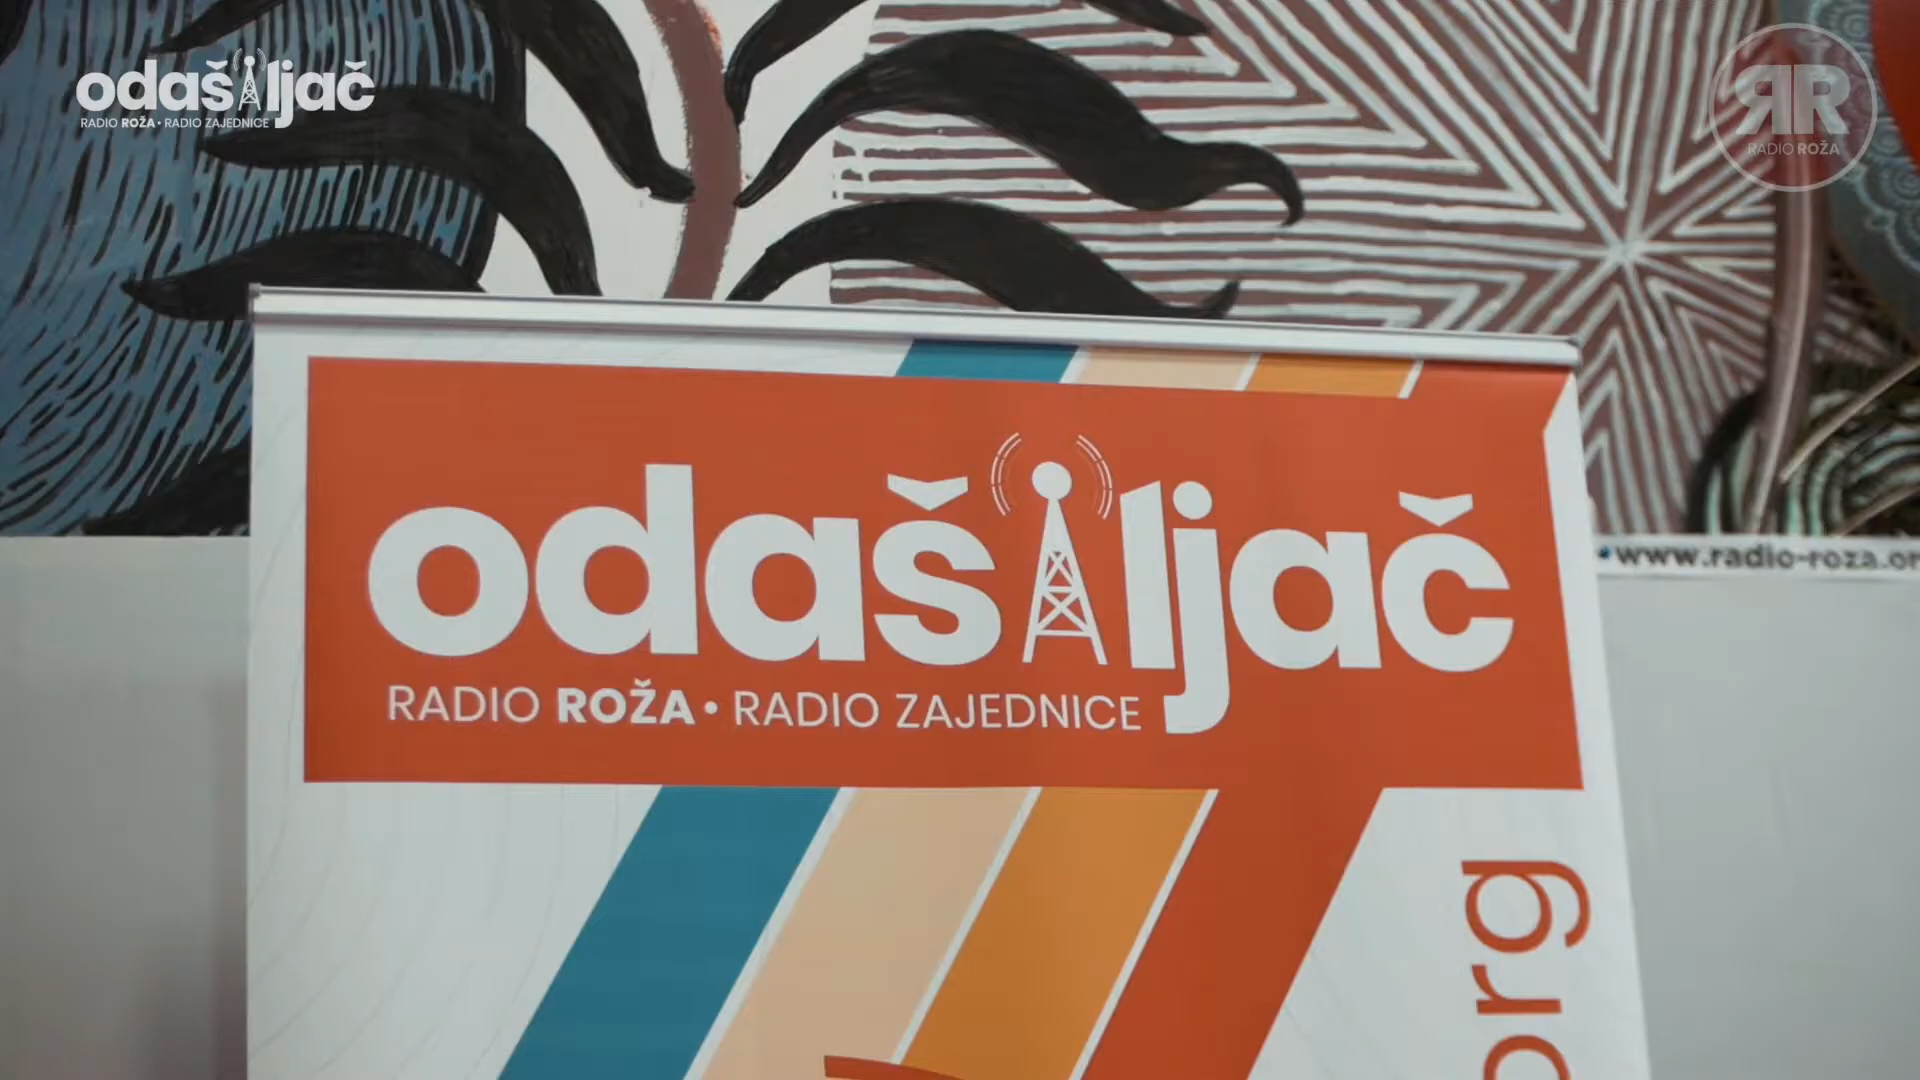 odašiljač
RADIO ROŽA • RADIO ZAJEDNICE
RR
RADIO ROŽA
odašiljač
RADIO ROŽA • RADIO ZAJEDNICE
www.radio-roza.or
org